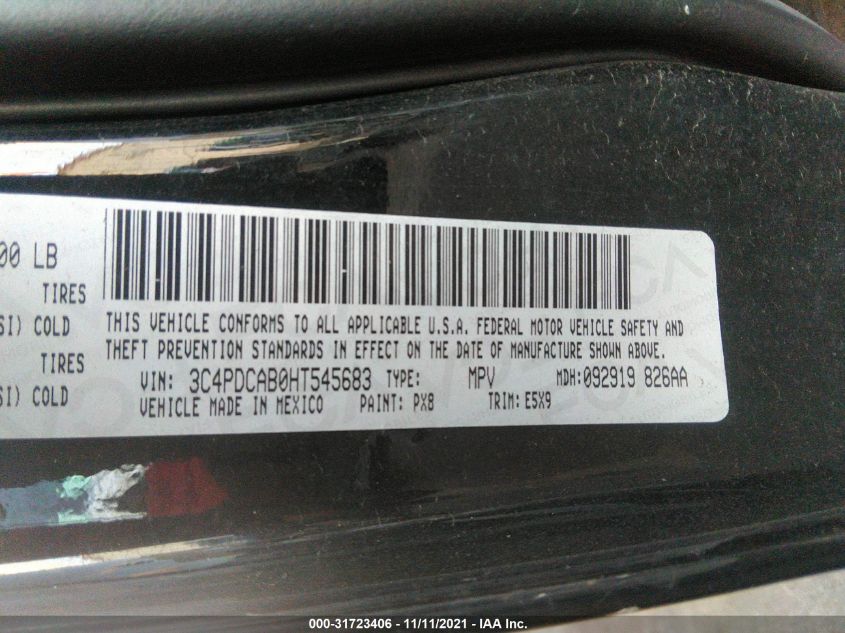 00 LB
TIRES
SI) COLD
TIRES
SI) COLD
THIS VEHICLE CONFORMS TO ALL APPLICABLE U.S.A. FEDERAL MOTOR VEHICLE SAFETY AND
THEFT PREVENTION STANDARDS IN EFFECT ON THE DATE OF MANUFACTURE SHOWN ABOVE.
VIN: 3C4PDCAB0HT545683 TYPE: MPV MDH:092919 826AA
VEHICLE MADE IN MEXICO PAINT: PX8 TRIM: E5X9
000-31723406 - 11/11/2021 - IAA Inc.